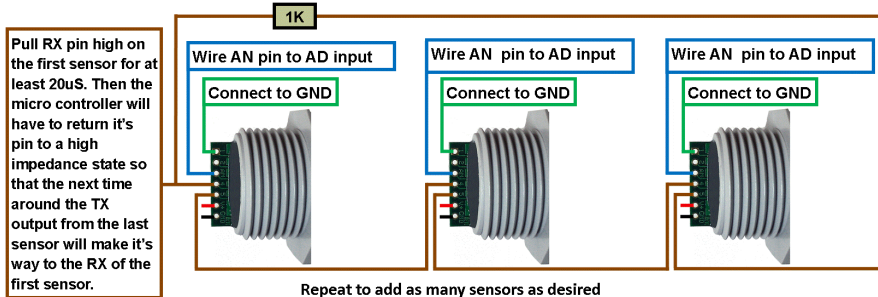 1K
Pull RX pin high on
the first sensor for at
least 20uS. Then the
micro controller will
have to return it's
pin to a high
impedance state so
that the next time
around the TX
output from the last
sensor will make it's
way to the RX of the
first sensor.
Wire AN pin to AD input
Connect to GND
Wire AN pin to AD input
Connect to GND
Wire AN pin to AD input
Connect to GND
Repeat to add as many sensors as desired